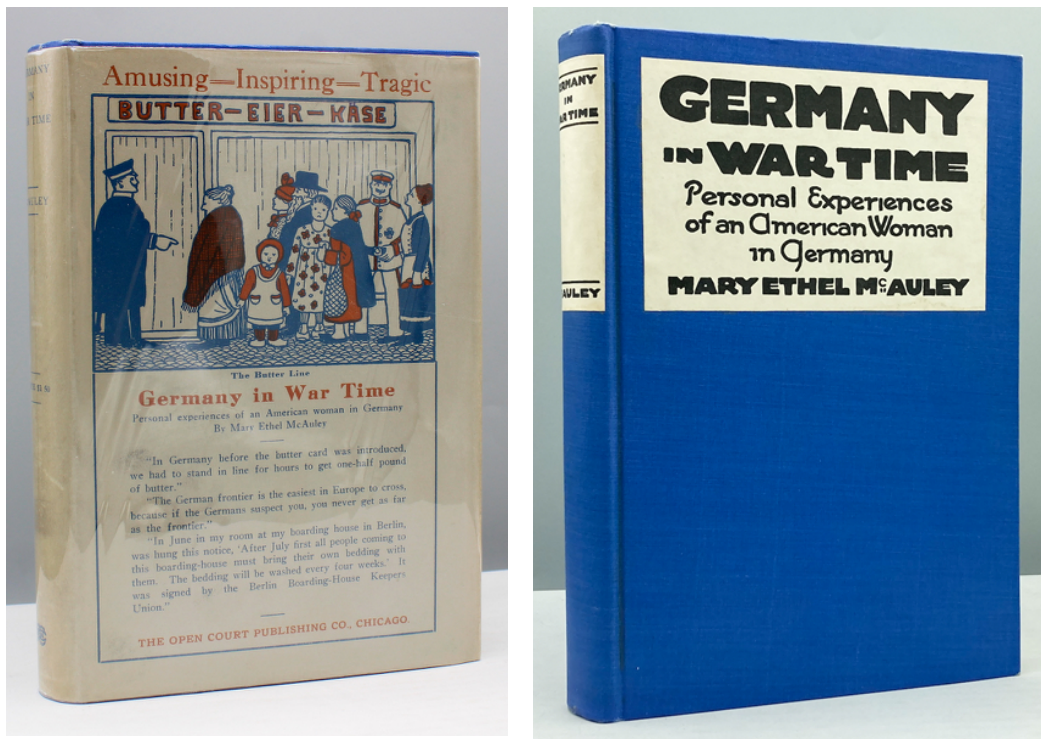 Amusing—Inspiring—Tragic
BUTTER–EIER–KÄSE
The Butter Line
Germany in War Time
Personal experiences of an American woman in Germany
By Mary Ethel McAuley
"In Germany before the butter card was introduced,
we had to stand in line for hours to get one-half pound
of butter."
"The German frontier is the easiest in Europe to cross,
because if the Germans suspect you, you never get as far
as the frontier."
"In June in my room at my boarding house in Berlin,
was hung this notice, 'After July first all people coming to
this boarding-house must bring their own bedding with
them. The bedding will be washed every four weeks.' It
was signed by the Berlin Boarding-House Keepers
Union."
THE OPEN COURT PUBLISHING CO., CHICAGO.
IN
TIME
GERMANY
IN WAR TIME
Personal Experiences
of an American Woman
in Germany
MARY ETHEL McAULEY
IN
TIME